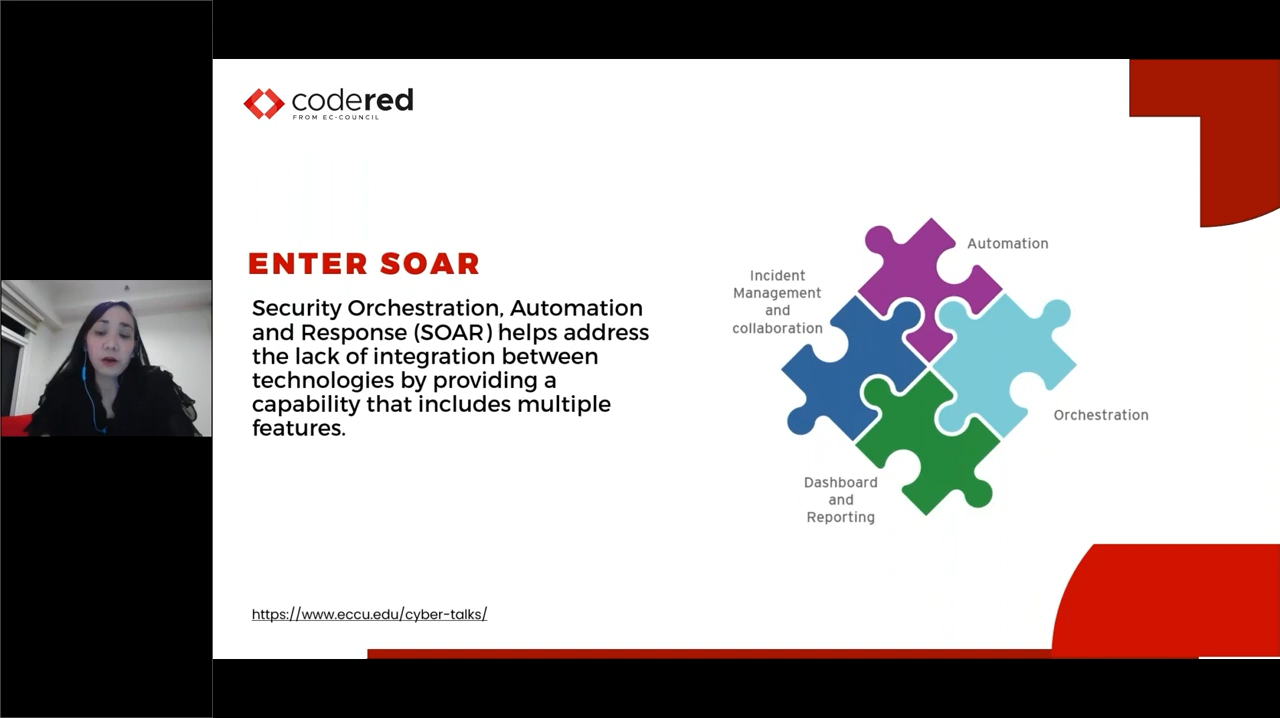 codered
FROM EC-COUNCIL
ENTER SOAR
Security Orchestration, Automation
and Response (SOAR) helps address
the lack of integration between
technologies by providing a
capability that includes multiple
features.
Automation
Incident
Management
and
collaboration
Orchestration
Dashboard
and
Reporting
https://www.eccu.edu/cyber-talks/